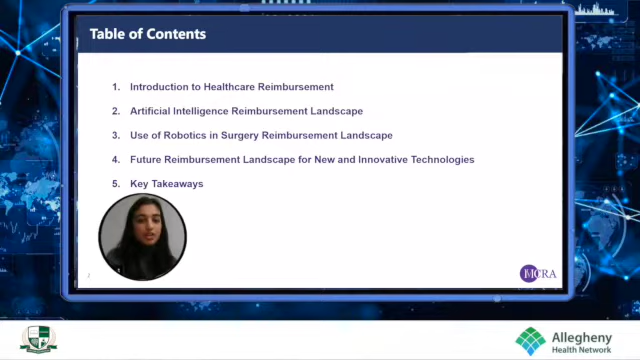 Table of Contents
1. Introduction to Healthcare Reimbursement
2. Artificial Intelligence Reimbursement Landscape
3. Use of Robotics in Surgery Reimbursement Landscape
4. Future Reimbursement Landscape for New and Innovative Technologies
5. Key Takeaways
2
MCRA
Allegheny
Health Network